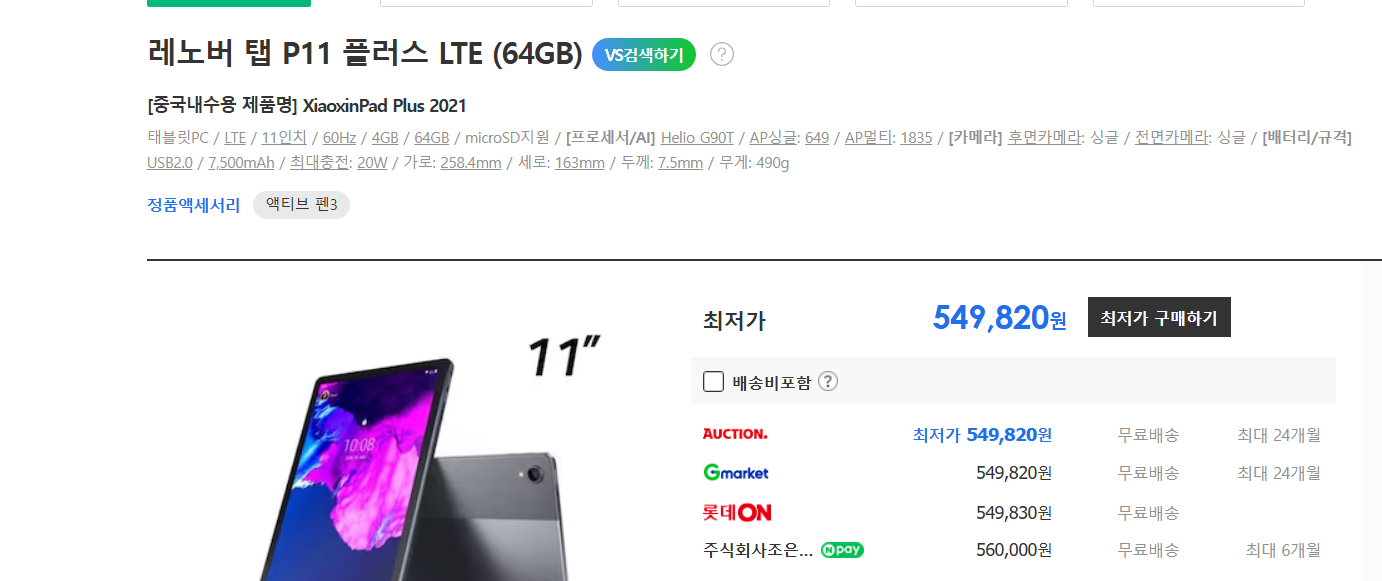 레노버 탭 P11 플러스 LTE (64GB) VS검색하기 ?
[중국내수용 제품명] XiaoxinPad Plus 2021
태블릿PC / LTE / 11인치 / 60Hz / 4GB / 64GB / microSD지원 / [프로세서/AI] Helio G90T / AP싱글: 649 / AP멀티: 1835 / [카메라] 후면카메라: 싱글 / 전면카메라: 싱글 / [배터리/규격]
USB2.0 / 7,500mAh / 최대충전: 20W / 가로: 258.4mm / 세로: 163mm / 두께: 7.5mm / 무게: 490g
정품액세서리 액티브 펜3
11″
10:08
최저가 549,820원 최저가 구매하기
배송비포함 ?
AUCTION. 최저가 549,820원 무료배송 최대 24개월
Gmarket 549,820원 무료배송 최대 24개월
롯데ON 549,830원 무료배송
주식회사조은... N pay 560,000원 무료배송 최대 6개월